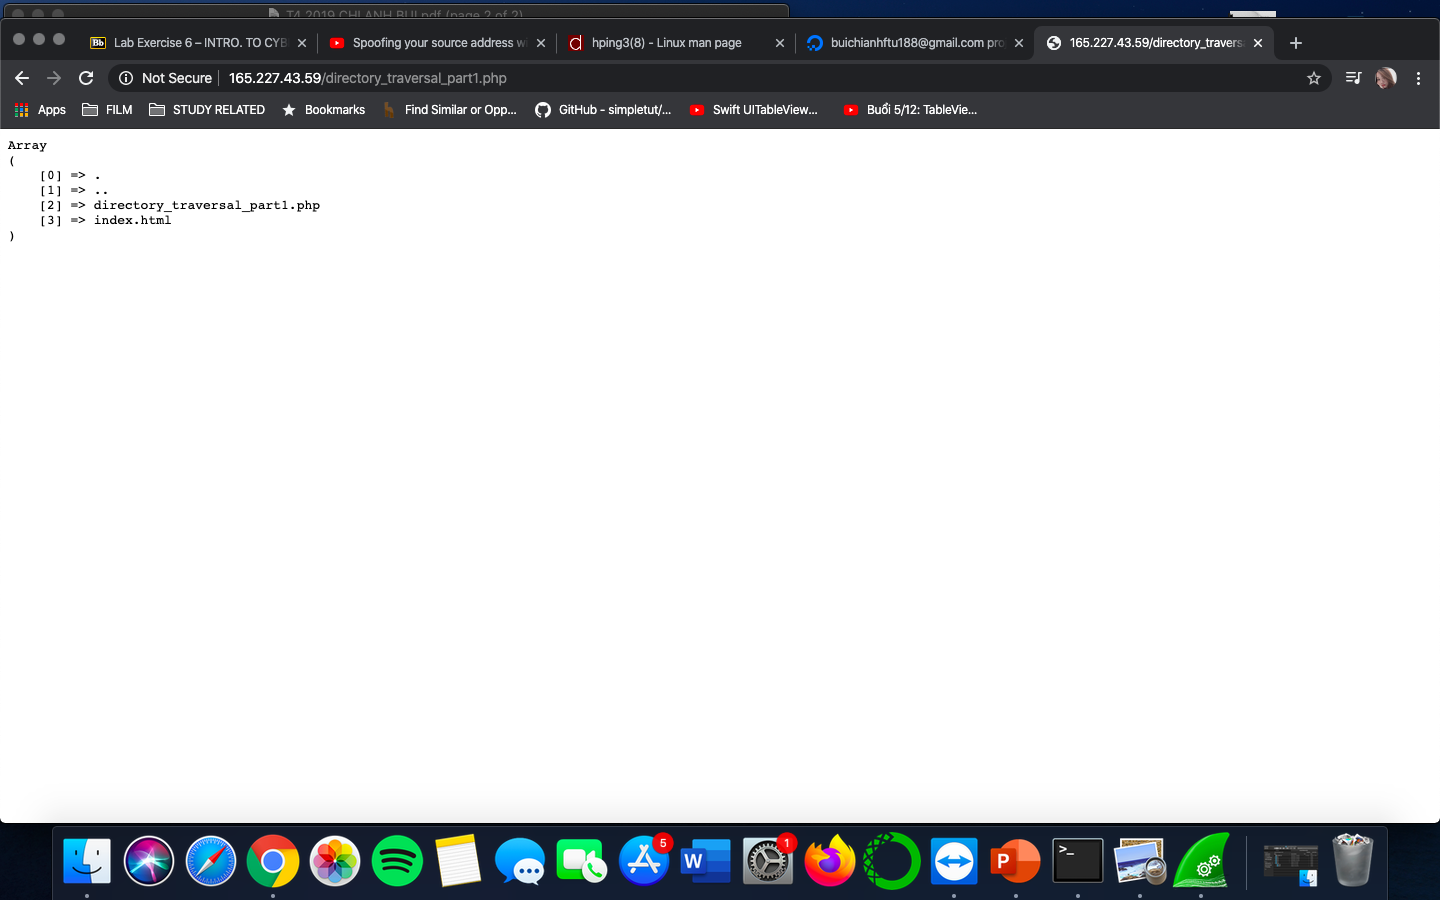 T4 2019 CHI ANH BUI.pdf (page 2 of 2)
Bb Lab Exercise 6 – INTRO. TO CYB
Spoofing your source address wi
hping3(8) - Linux man page
buichianhftu188@gmail.com pro
165.227.43.59/directory_travers
Not Secure 165.227.43.59/directory_traversal_part1.php
Apps FILM STUDY RELATED Bookmarks Find Similar or Opp... GitHub - simpletut/... Swift UITableView... Buổi 5/12: TableVie...
Array
(
[0] => .
[1] => ..
[2] => directory_traversal_part1.php
[3] => index.html
)
5
W
1
P
>_